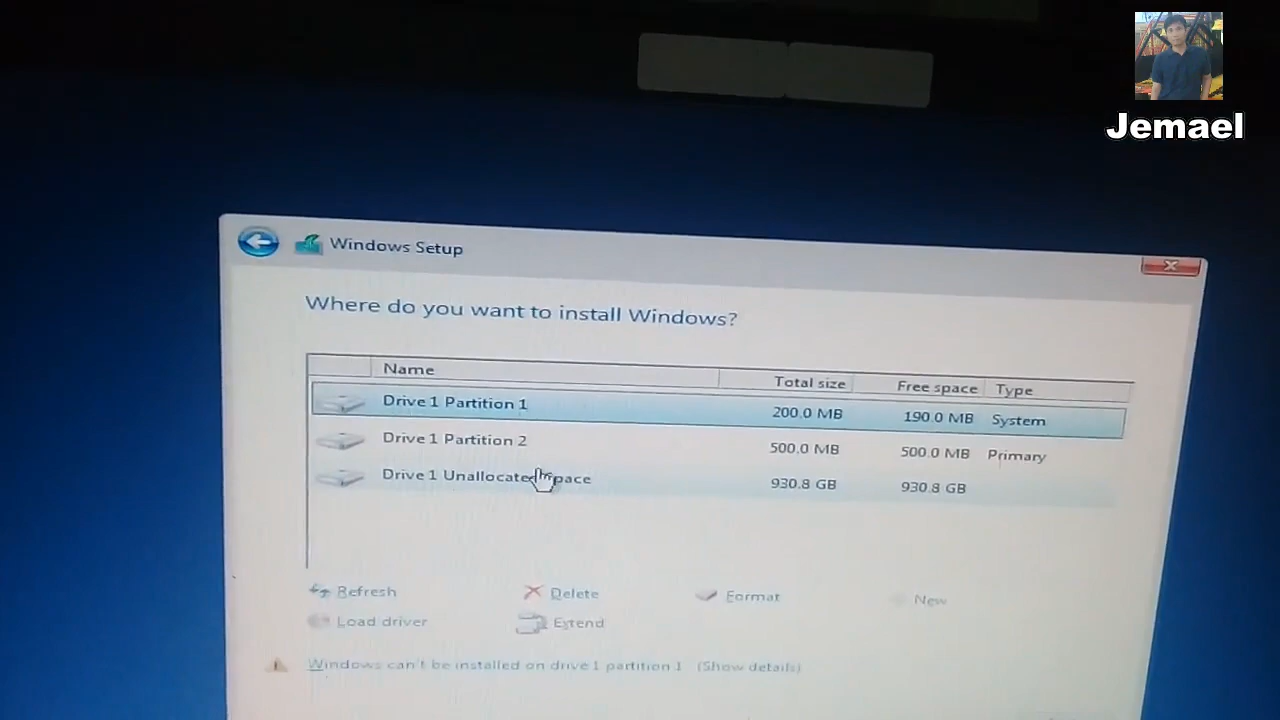 Jemael
Windows Setup
Where do you want to install Windows?
Name Total size Free space Type
Drive 1 Partition 1 200.0 MB 190.0 MB System
Drive 1 Partition 2 500.0 MB 500.0 MB Primary
Drive 1 Unallocated Space 930.8 GB 930.8 GB
Refresh Delete Format New
Load driver Extend
Windows can't be installed on drive 1 partition 1 (Show details)